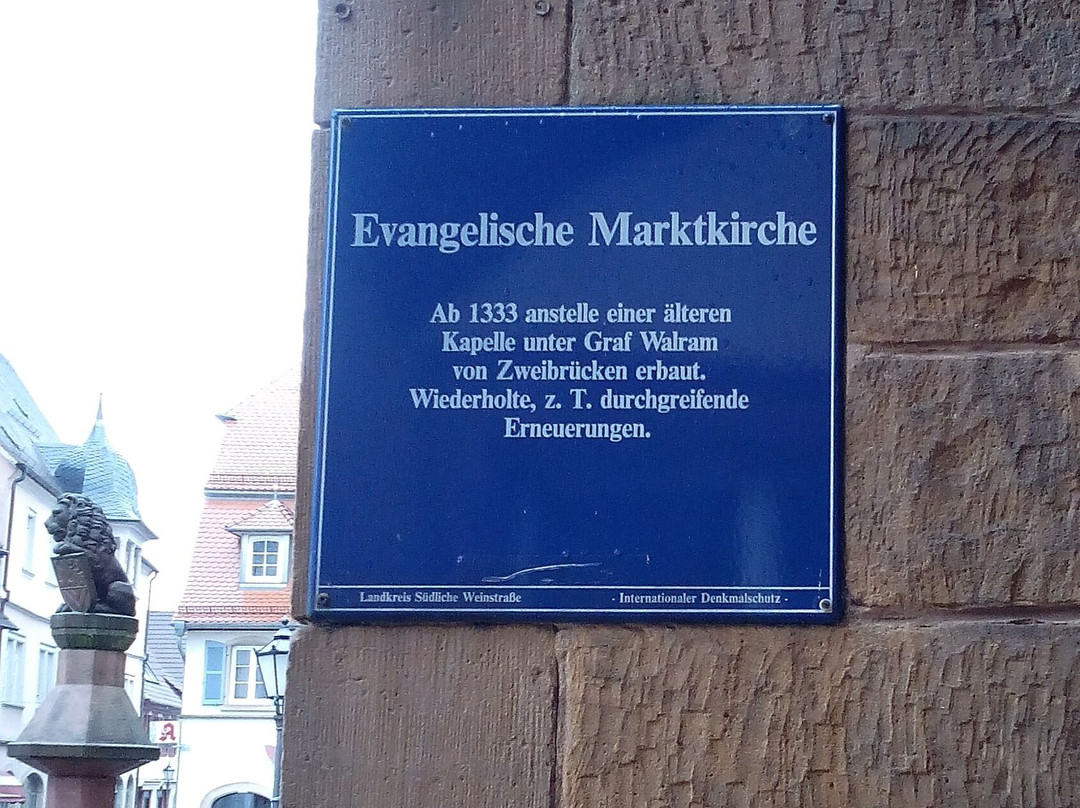 Evangelische Marktkirche
Ab 1333 anstelle einer älteren
Kapelle unter Graf Walram
von Zweibrücken erbaut.
Wiederholte, z. T. durchgreifende
Erneuerungen.
Landkreis Südliche Weinstraße - Internationaler Denkmalschutz -